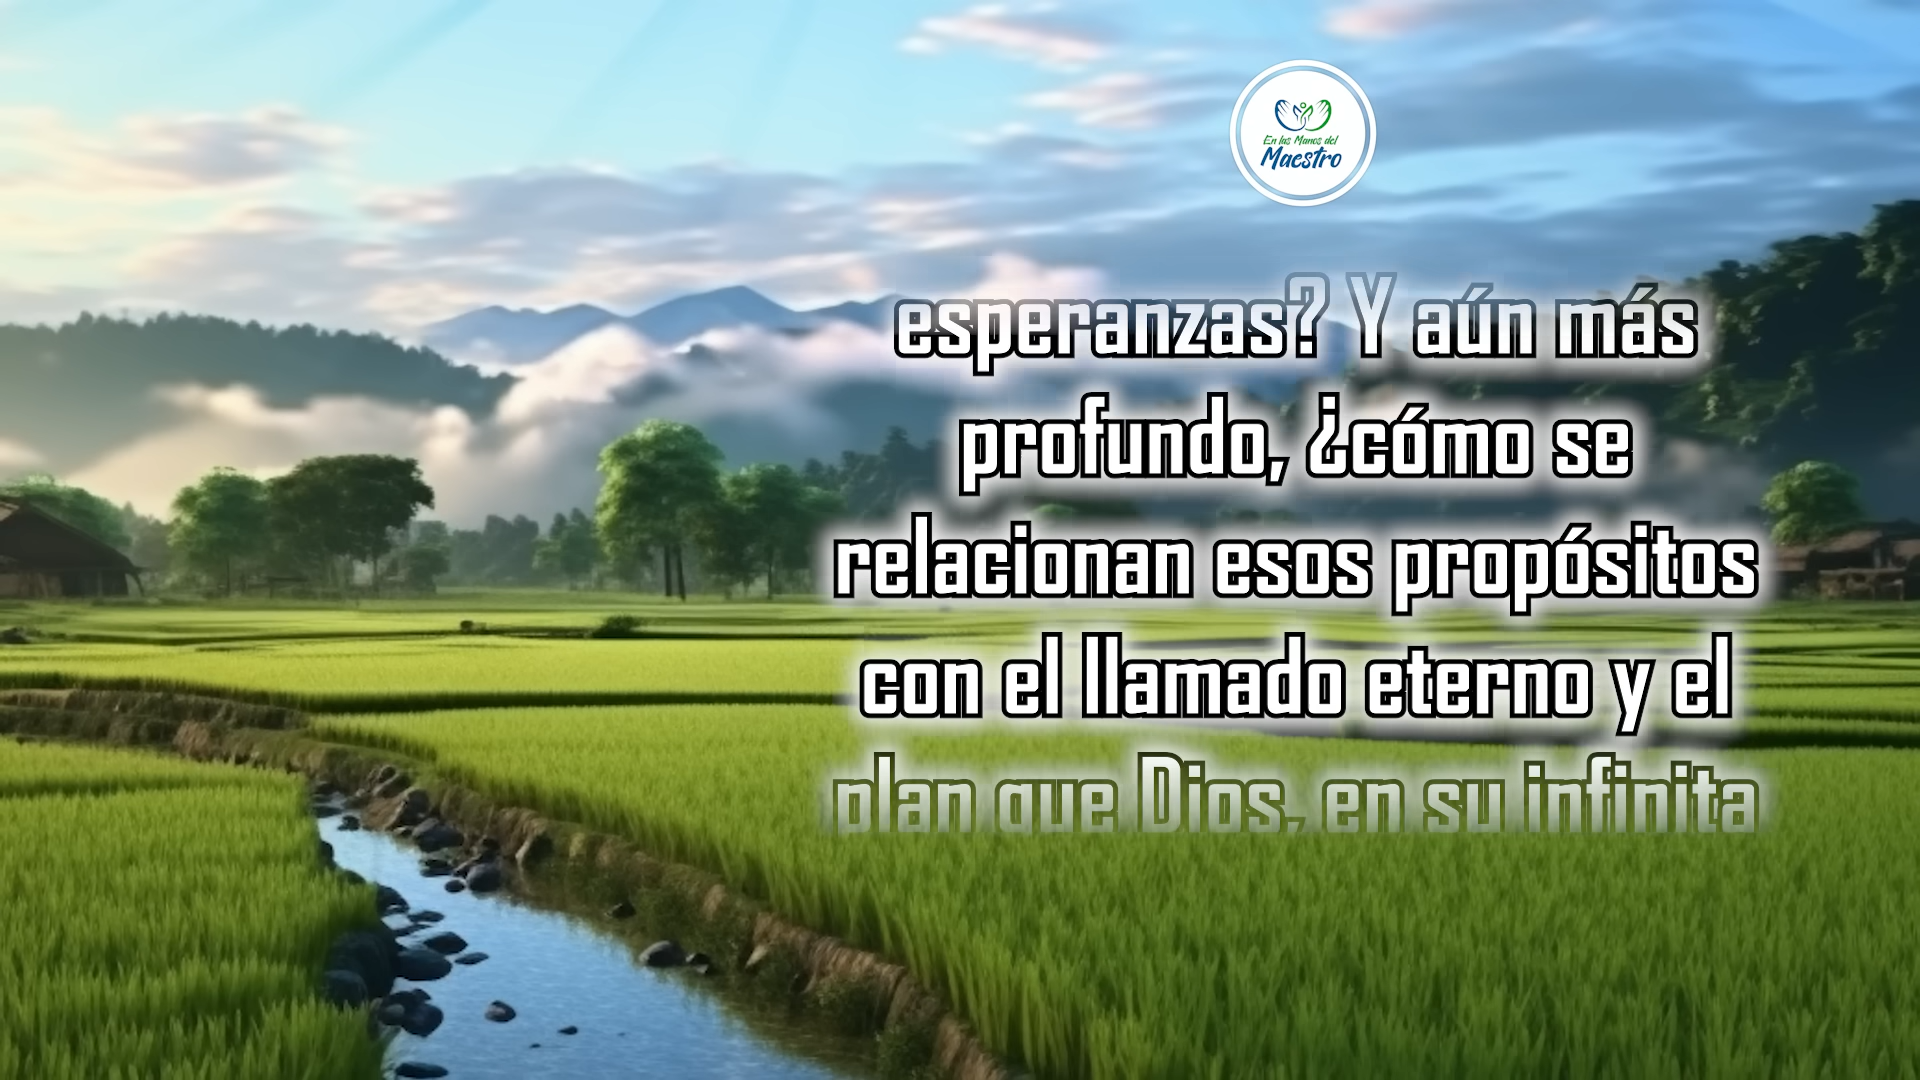 En las Manos del
Maestro
esperanzas? Y aún más
profundo, ¿cómo se
relacionan esos propósitos
con el llamado eterno y el
plan que Dios, en su infinita